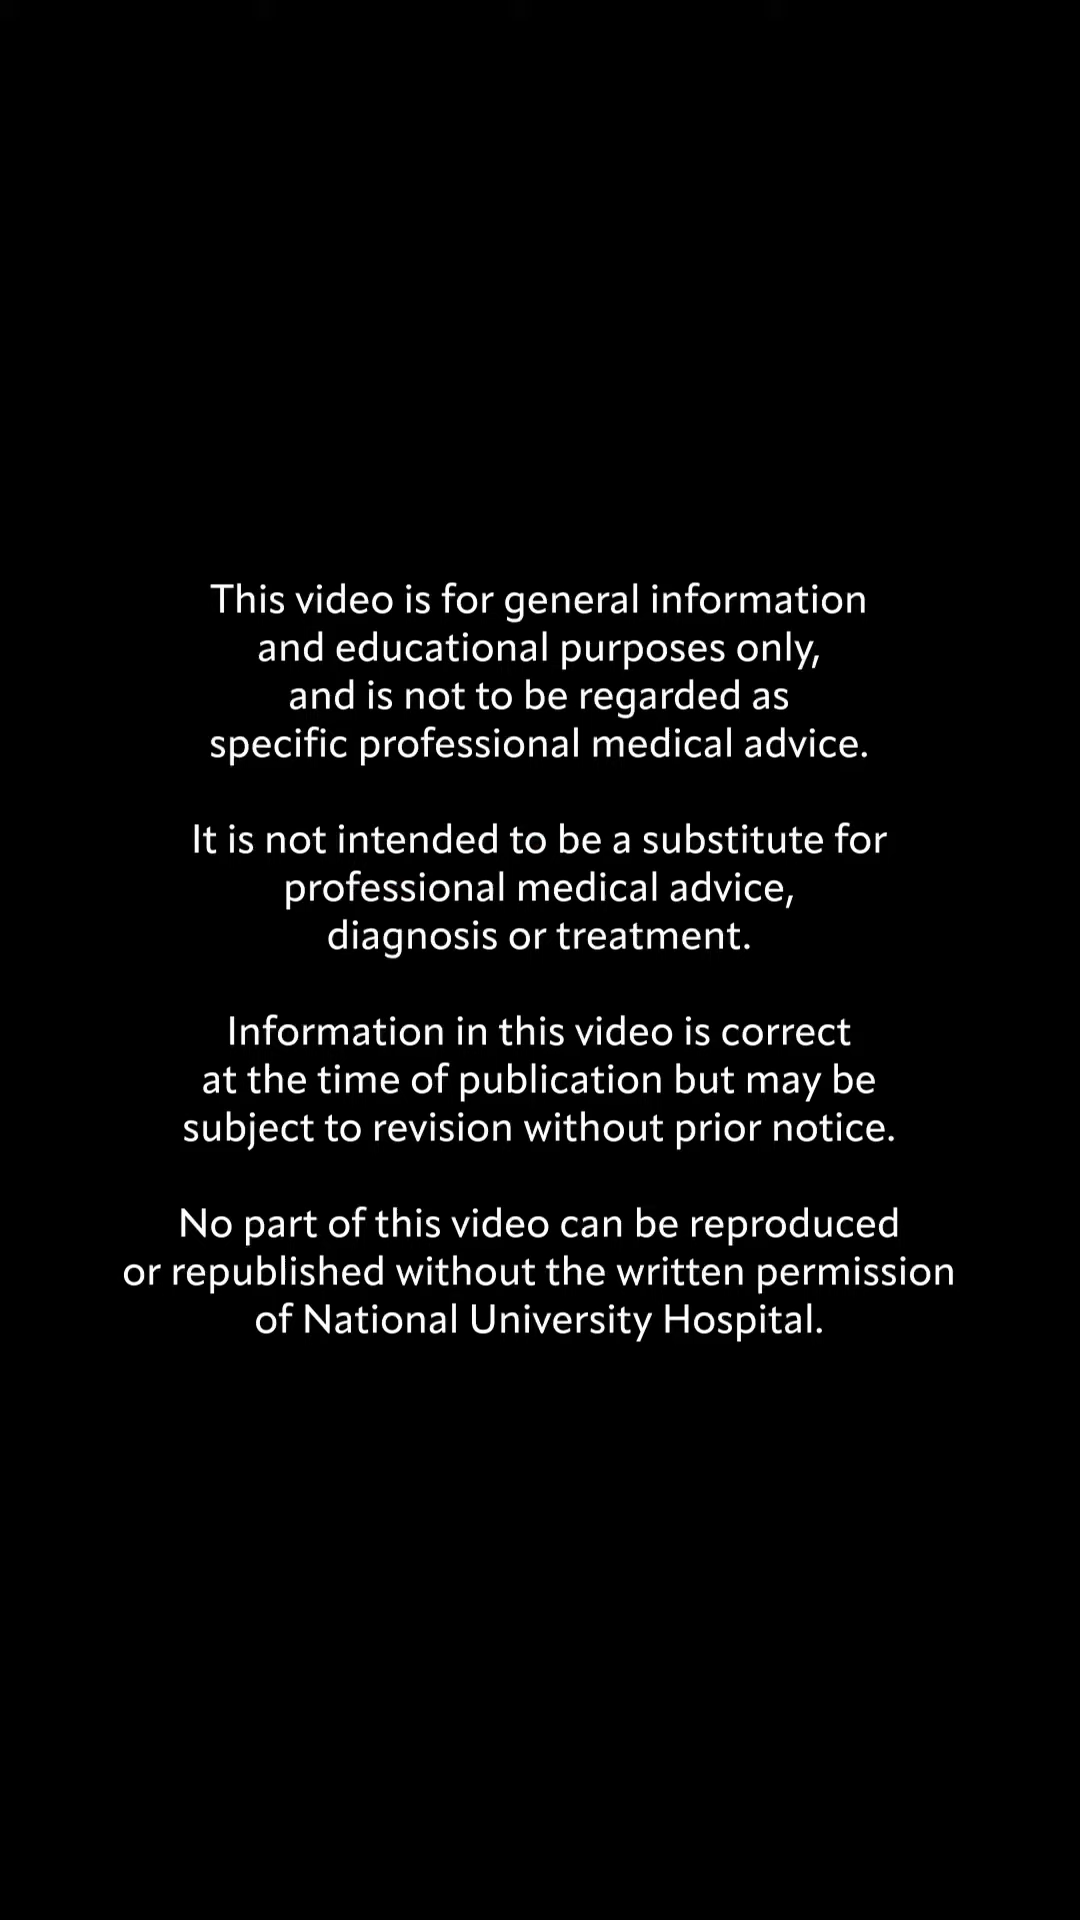 This video is for general information
and educational purposes only,
and is not to be regarded as
specific professional medical advice.
It is not intended to be a substitute for
professional medical advice,
diagnosis or treatment.
Information in this video is correct
at the time of publication but may be
subject to revision without prior notice.
No part of this video can be reproduced
or republished without the written permission
of National University Hospital.